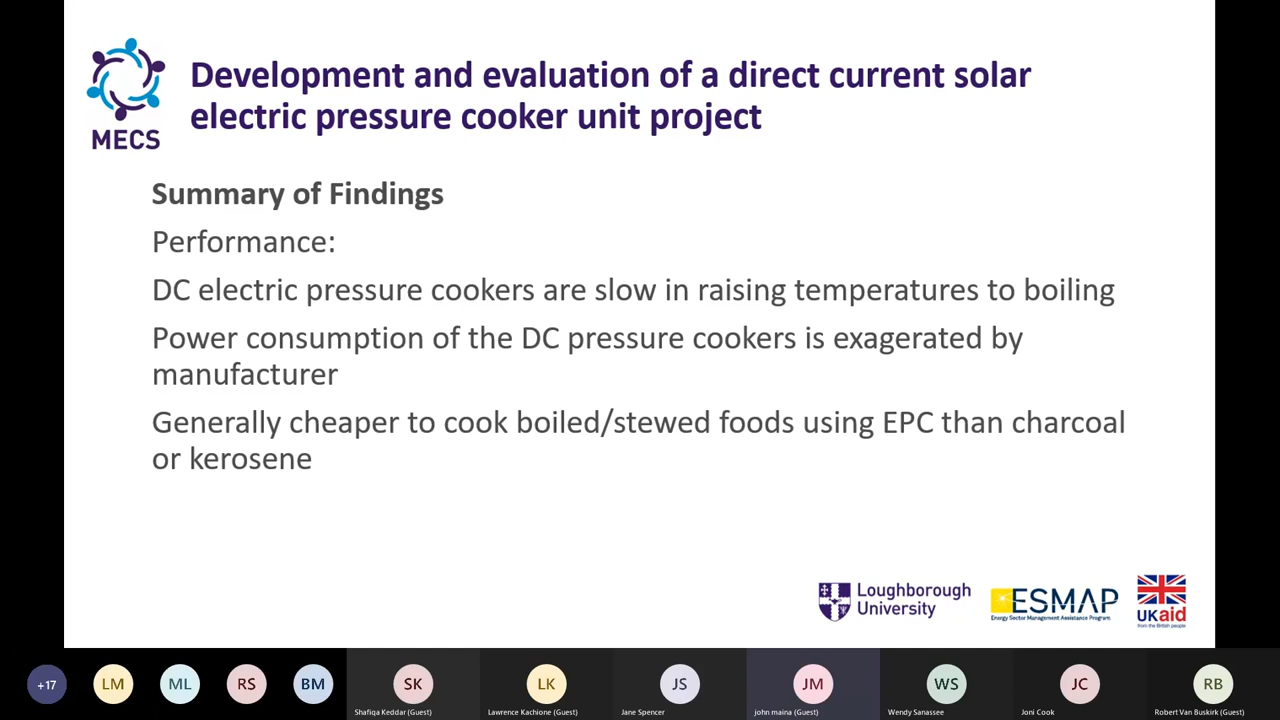 Development and evaluation of a direct current solar
electric pressure cooker unit project
MECS
Summary of Findings
Performance:
DC electric pressure cookers are slow in raising temperatures to boiling
Power consumption of the DC pressure cookers is exagerated by
manufacturer
Generally cheaper to cook boiled/stewed foods using EPC than charcoal
or kerosene
Loughborough
University
ESMAP
Energy Sector Management Assistance Program
UKaid
from the British people
+17
LM
ML
RS
BM
SK
Shafiqa Keddar (Guest)
LK
Lawrence Kachione (Guest)
JS
Jane Spencer
JM
john maina (Guest)
WS
Wendy Sanassee
JC
Joni Cook
RB
Robert Van Buskirk (Guest)